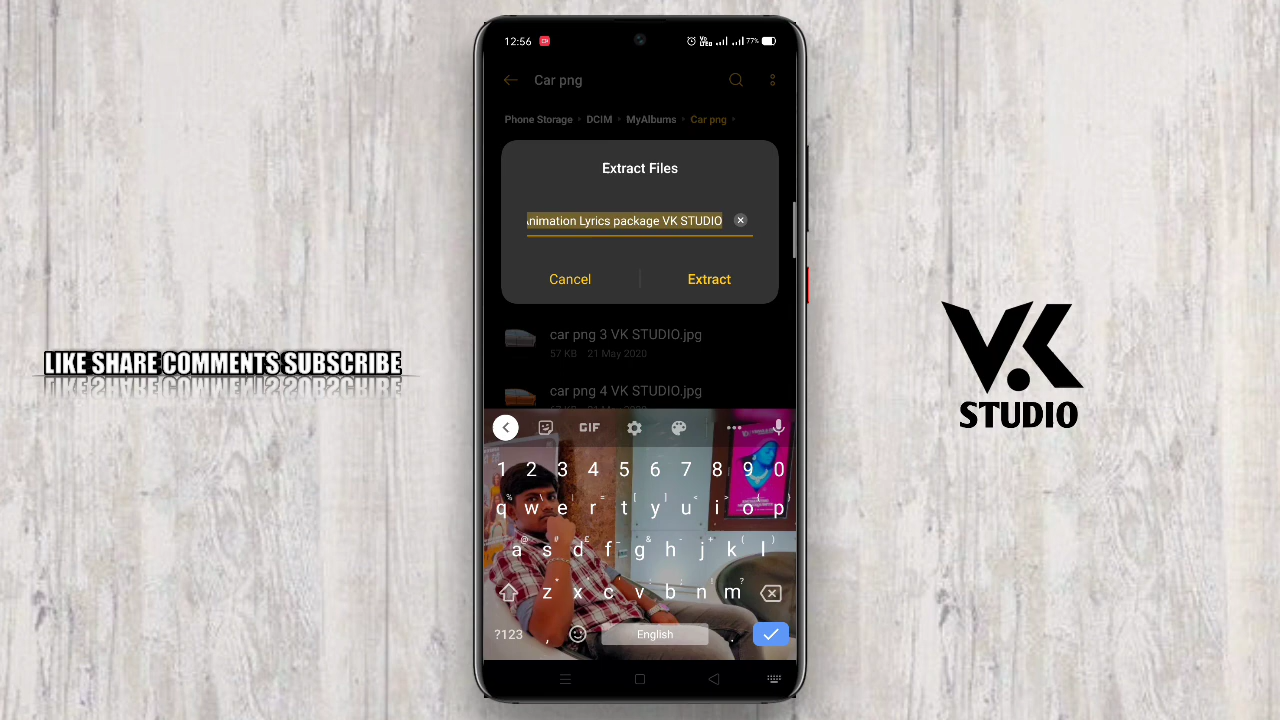 12:56
77%
Car png
Phone Storage DCIM MyAlbums Car png
Extract Files
Animation Lyrics package VK STUDIO
Cancel Extract
car png 3 VK STUDIO.jpg
57 KB 21 May 2020
car png 4 VK STUDIO.jpg
GIF
1 2 3 4 5 6 7 8 9 0
% \ | = [ ] < > { }
q w e r t y u i o p
@ # £ _ & - + ( )
a s d f g h j k l
* " ' : ; ! ?
z x c v b n m
?123 , English .
LIKE SHARE COMMENTS SUBSCRIBE
VK
STUDIO